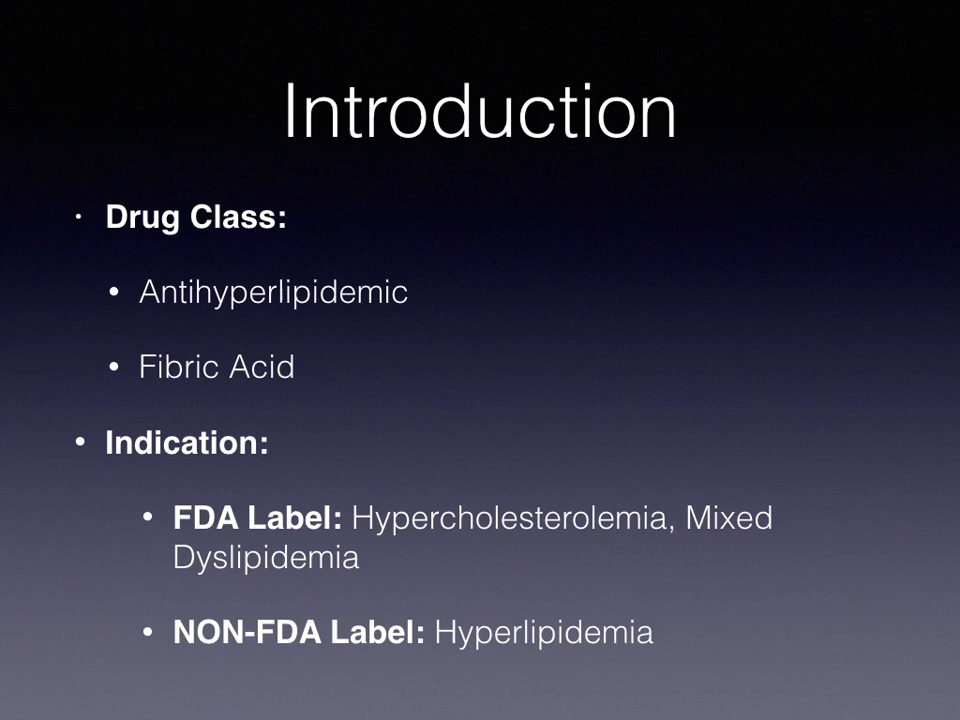 Introduction
• Drug Class:
• Antihyperlipidemic
• Fibric Acid
• Indication:
• FDA Label: Hypercholesterolemia, Mixed
Dyslipidemia
• NON-FDA Label: Hyperlipidemia